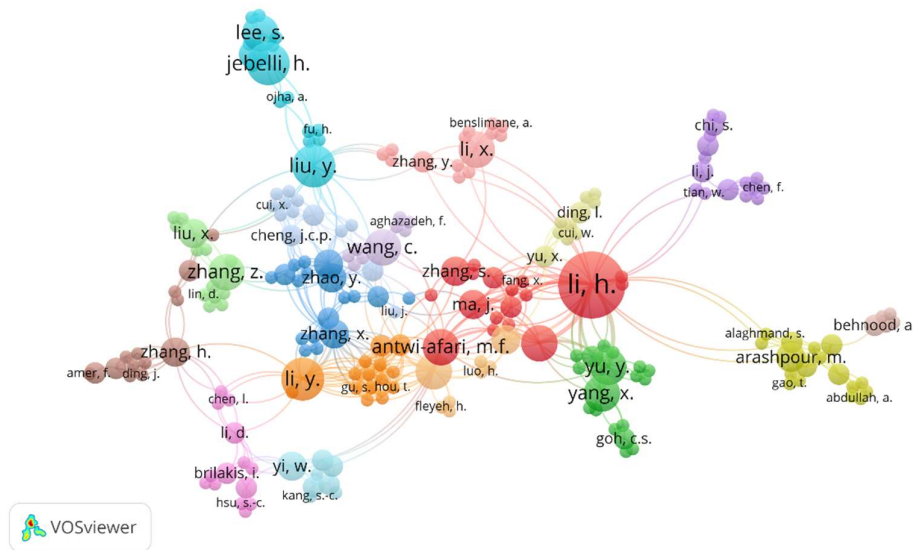 lee, s.
jebelli, h.
ojha, a.
fu, h.
liu, y.
benslimane, a.
li, x.
zhang, y.
chi, s.
li, j.
tian, w.
chen, f.
cui, x.
cheng, j.c.p.
aghazadeh, f.
wang, c.
ding, l.
cui, w.
yu, x.
liu, x.
zhang, z.
lin, d.
zhao, y.
zhang, s.
fang, x.
li, h.
liu, j.
ma, j.
zhang, x.
antwi-afari, m.f.
alaghmand, s.
behnood, a
arashpour, m.
gao, t.
abdullah, a.
zhang, h.
amer, f.
ding, j.
li, y.
gu, s.
hou, t.
luo, h.
yu, y.
yang, x.
fleyeh, h.
chen, l.
li, d.
goh, c.s.
brilakis, i.
yi, w.
hsu, s.-c.
kang, s.-c.
VOSviewer